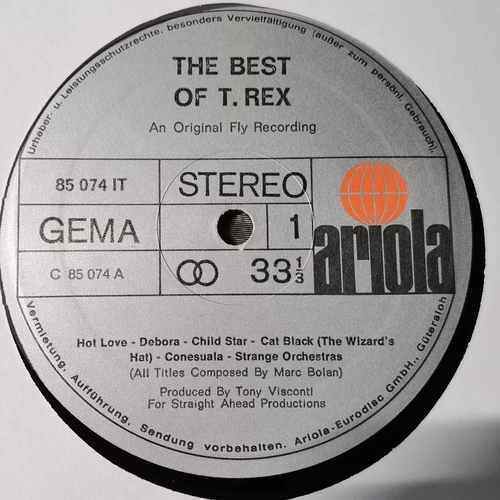 Urheber- u. Leistungsschutzrechte, besonders Vervielfältigung (außer zum persönl. Gebrauch),
THE BEST
OF T. REX
An Original Fly Recording
85 074 IT
STEREO
GEMA
1
ariola
C 85 074 A
33 1/3
Hot Love - Debora - Child Star - Cat Black (The Wizard's
Hat) - Conesuala - Strange Orchestras
(All Titles Composed By Marc Bolan)
Produced By Tony Visconti
For Straight Ahead Productions
Vermietung, Aufführung, Sendung vorbehalten. Ariola-Eurodisc GmbH., Gütersloh